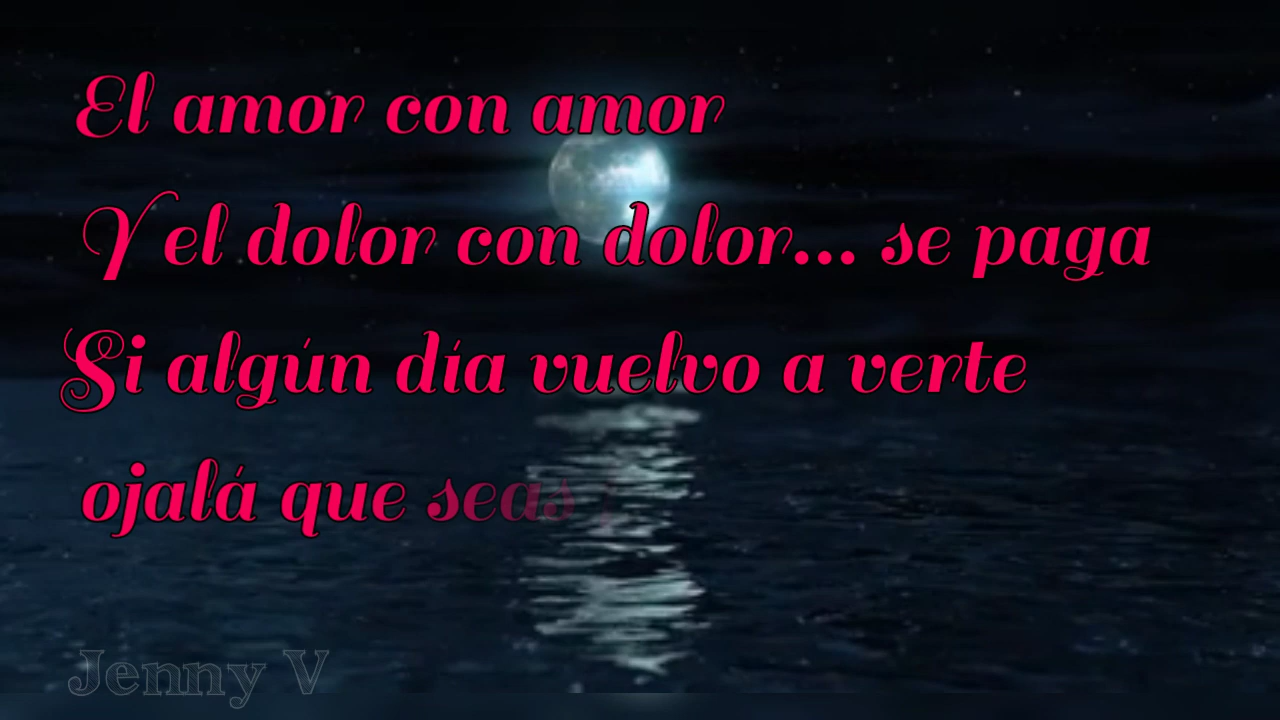 El amor con amor
Y el dolor con dolor... se paga
Si algún día vuelvo a verte
ojalá que seas
Jenny V